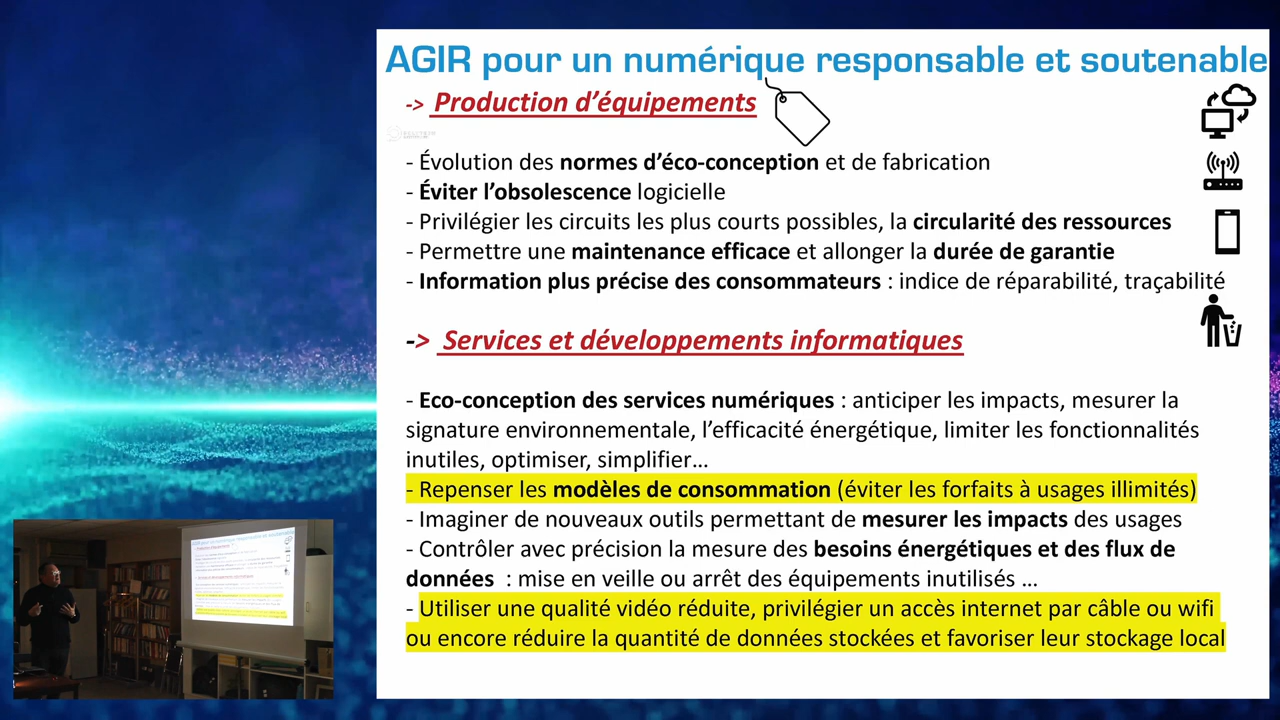 AGIR pour un numérique responsable et soutenable
-> Production d’équipements
- Évolution des normes d’éco-conception et de fabrication
- Éviter l’obsolescence logicielle
- Privilégier les circuits les plus courts possibles, la circularité des ressources
- Permettre une maintenance efficace et allonger la durée de garantie
- Information plus précise des consommateurs : indice de réparabilité, traçabilité
-> Services et développements informatiques
- Eco-conception des services numériques : anticiper les impacts, mesurer la
signature environnementale, l’efficacité énergétique, limiter les fonctionnalités
inutiles, optimiser, simplifier…
- Repenser les modèles de consommation (éviter les forfaits à usages illimités)
- Imaginer de nouveaux outils permettant de mesurer les impacts des usages
- Contrôler avec précision la mesure des besoins énergétiques et des flux de
données : mise en veille ou arrêt des équipements inutilisés …
- Utiliser une qualité vidéo réduite, privilégier un accès internet par câble ou wifi
ou encore réduire la quantité de données stockées et favoriser leur stockage local